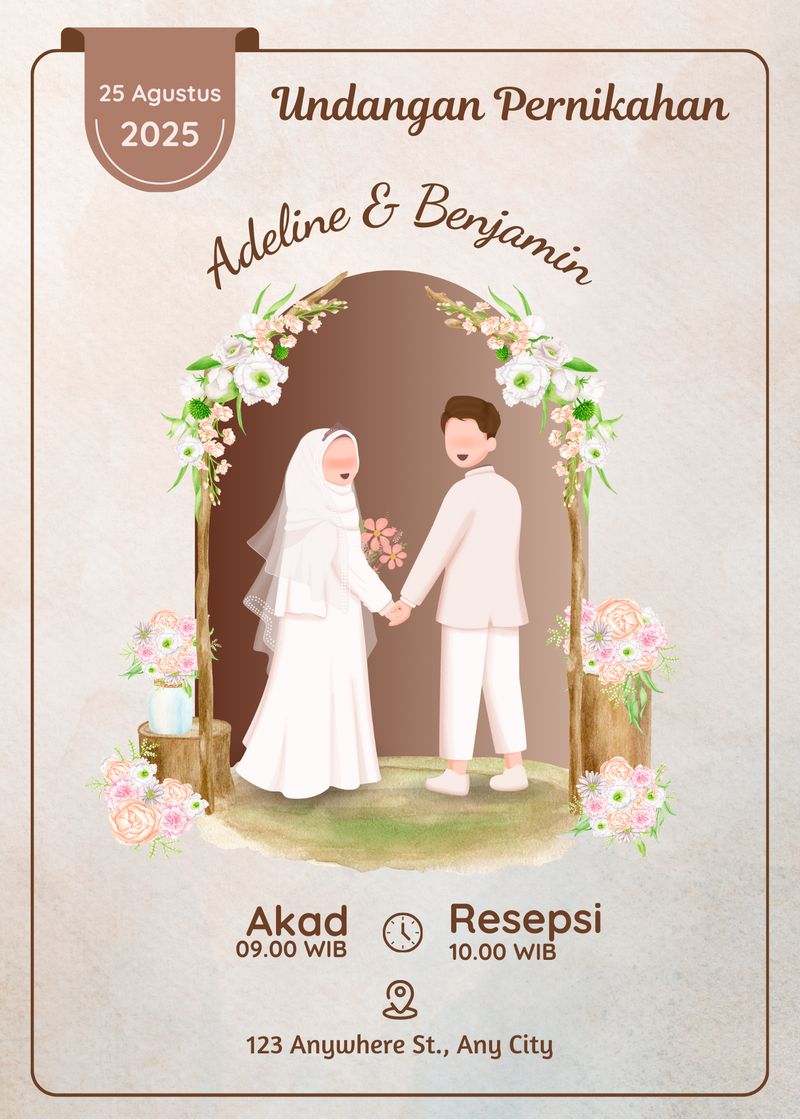 25 Agustus
2025
Undangan Pernikahan
Adeline & Benjamin
Akad
09.00 WIB
Resepsi
10.00 WIB
123 Anywhere St., Any City